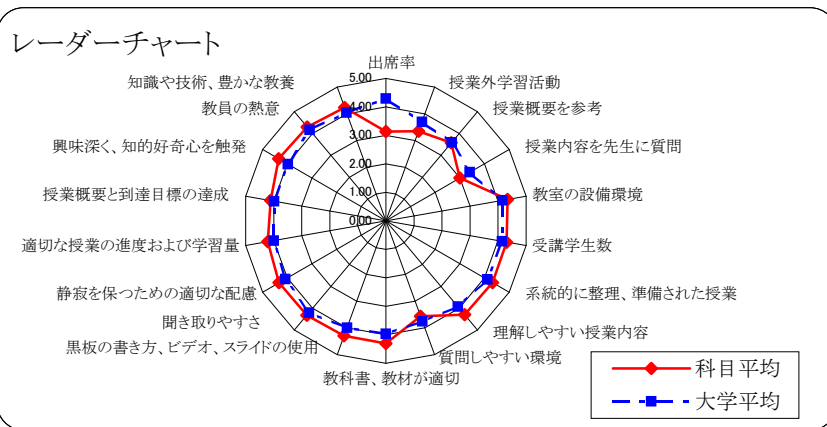 レーダーチャート
出席率
授業外学習活動
授業概要を参考
授業内容を先生に質問
教室の設備環境
受講学生数
系統的に整理、準備された授業
理解しやすい授業内容
質問しやすい環境
教科書、教材が適切
黒板の書き方、ビデオ、スライドの使用
聞き取りやすさ
静寂を保つための適切な配慮
適切な授業の進度および学習量
授業概要と到達目標の達成
興味深く、知的好奇心を触発
教員の熱意
知識や技術、豊かな教養
5.00
4.00
3.00
2.00
1.00
0.00
科目平均
大学平均